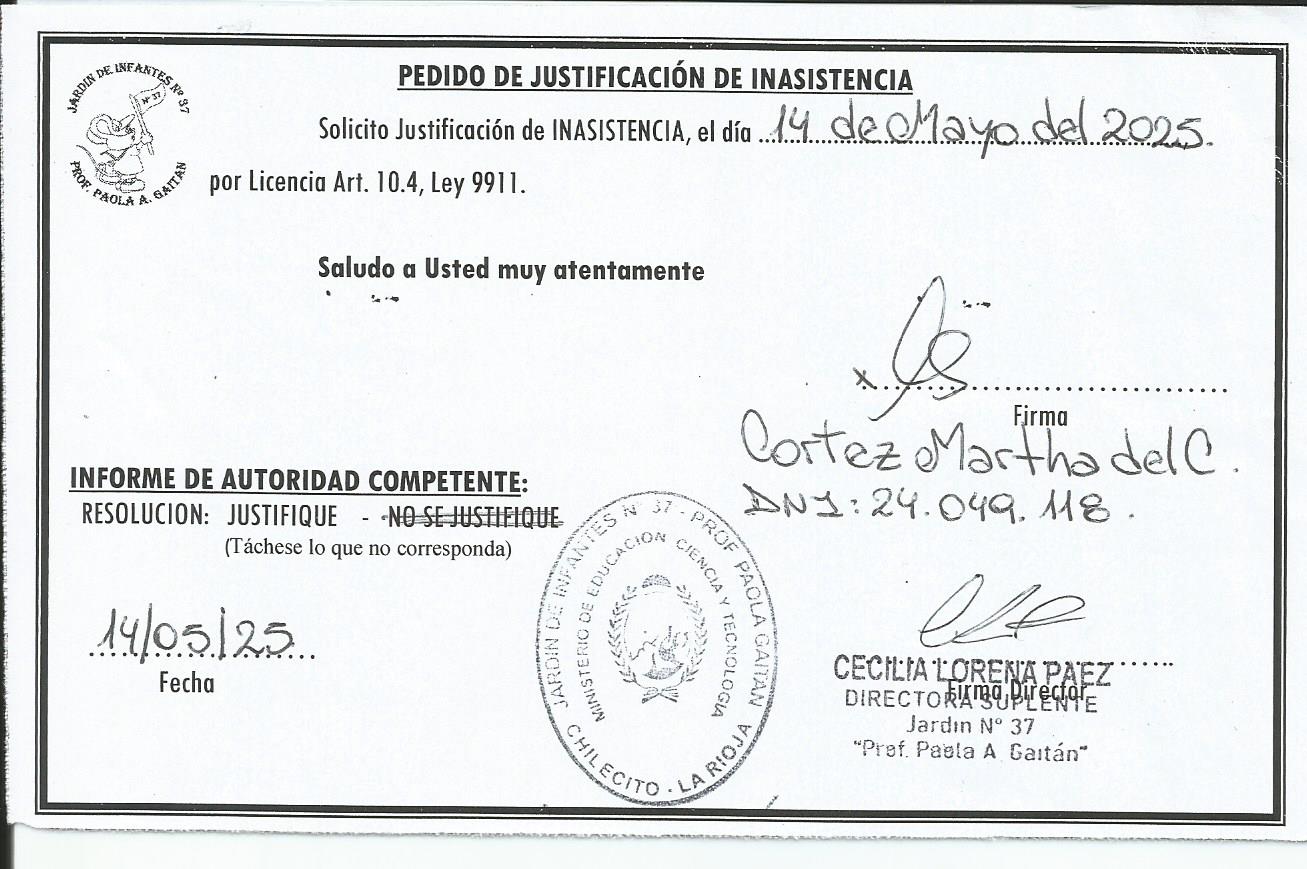 PEDIDO DE JUSTIFICACIÓN DE INASISTENCIA
JARDIN DE INFANTES Nº 37
Nº 37
PROF. PAOLA A. GAITAN
Solicito Justificación de INASISTENCIA, el día ..14 de Mayo del 2025.
por Licencia Art. 10.4, Ley 9911.
Saludo a Usted muy atentamente
x
Firma
Cortez Martha del C.
DNI: 24.049.118.
INFORME DE AUTORIDAD COMPETENTE:
RESOLUCION: JUSTIFIQUE - NO SE JUSTIFIQUE
(Táchese lo que no corresponda)
14/05/25
Fecha
JARDIN DE INFANTES Nº 37 - PROF PAOLA GAITAN
MINISTERIO DE EDUCACION CIENCIA Y TECNOLOGIA
CHILECITO - LA RIOJA
CECILIA LORENA PAEZ
Firma Director
DIRECTORA SUPLENTE
Jardín Nº 37
"Prof. Paola A. Gaitán"